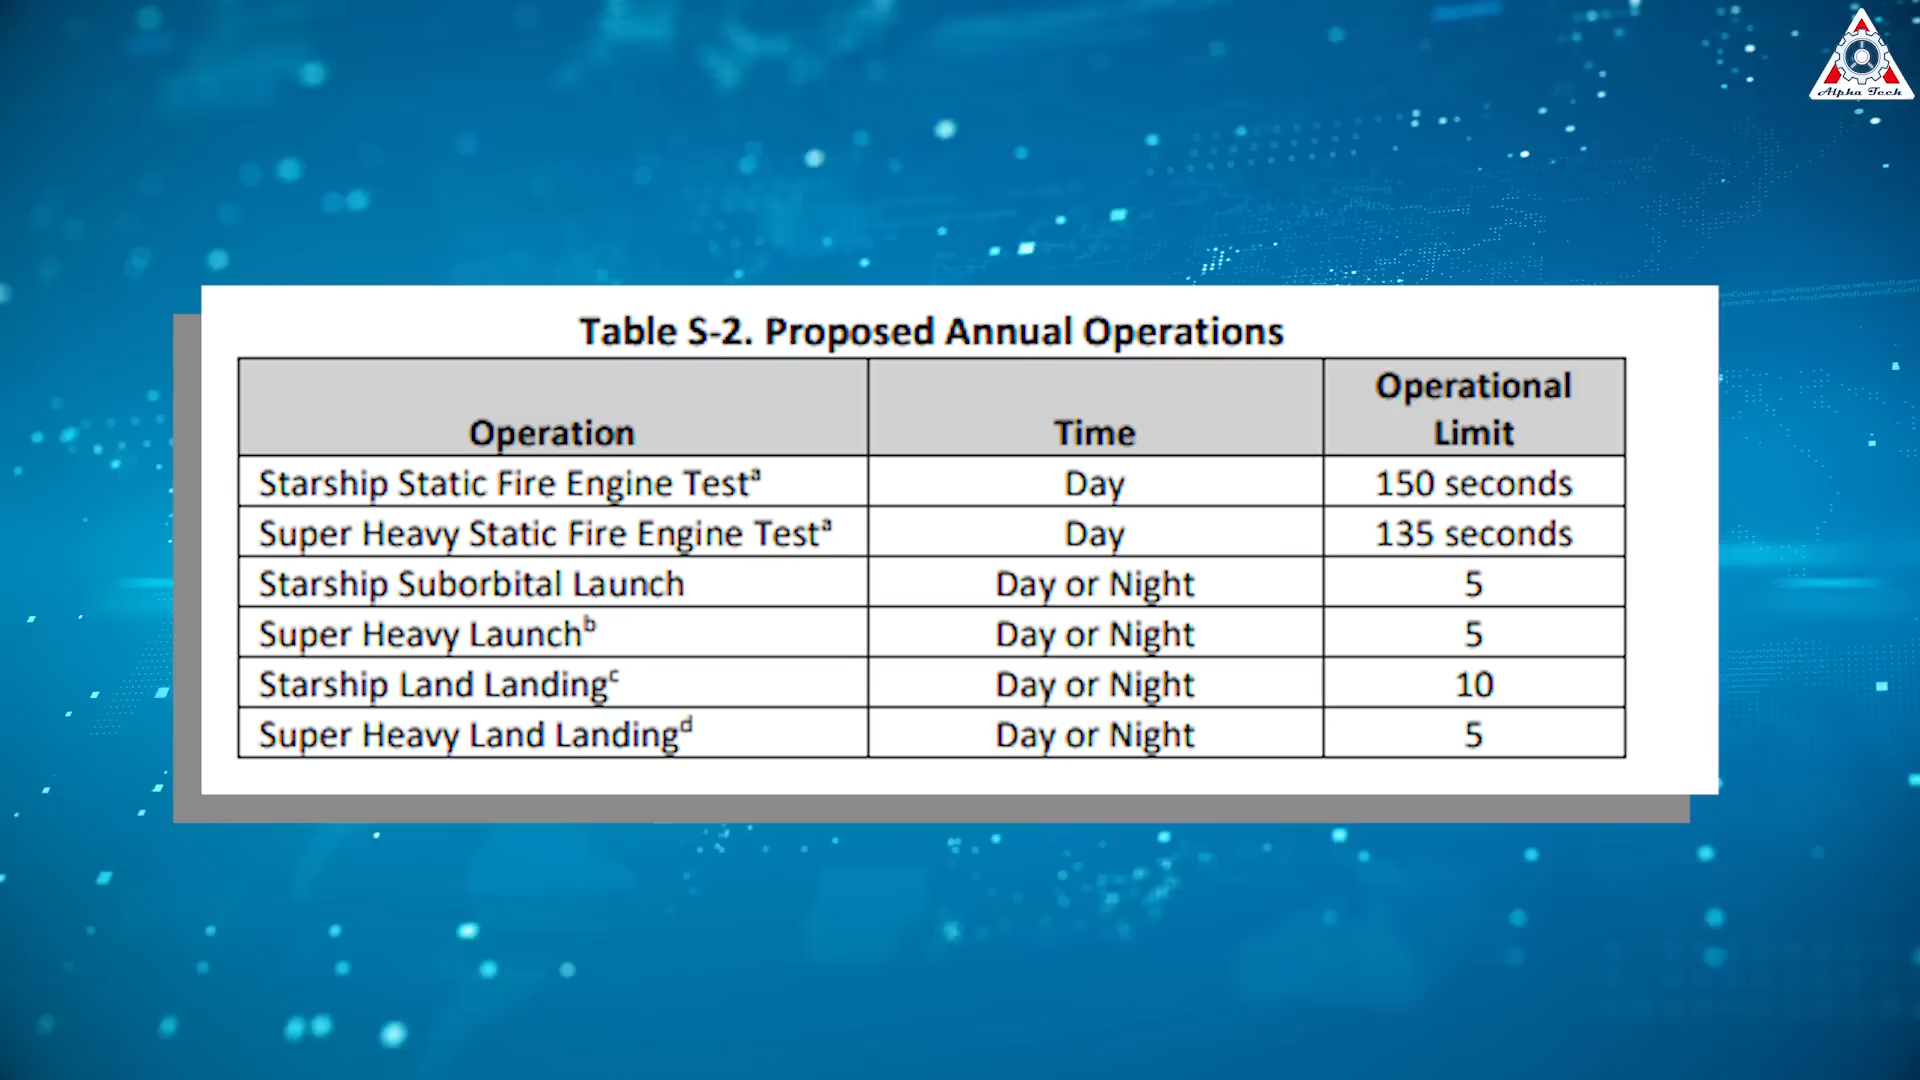 Alpha Tech
Table S-2. Proposed Annual Operations
Operation Time Operational Limit
Starship Static Fire Engine Testᵃ Day 150 seconds
Super Heavy Static Fire Engine Testᵃ Day 135 seconds
Starship Suborbital Launch Day or Night 5
Super Heavy Launchᵇ Day or Night 5
Starship Land Landingᶜ Day or Night 10
Super Heavy Land Landingᵈ Day or Night 5